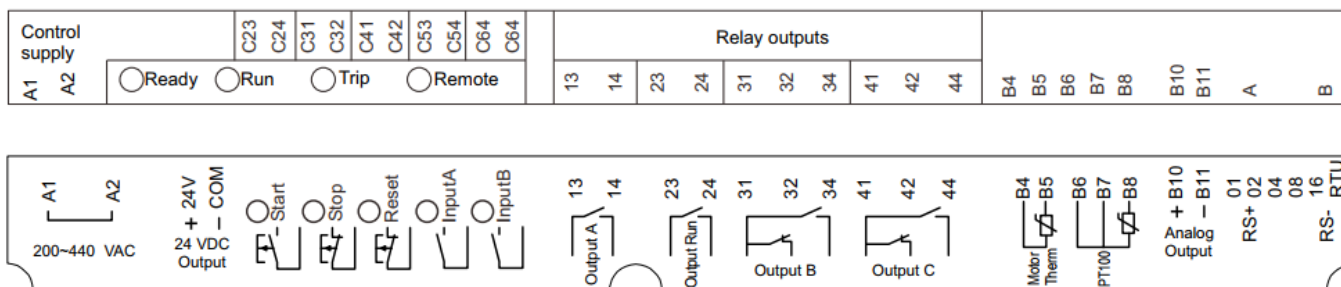 Control
supply
A1
A2
C23
C24
C31
C32
C41
C42
C53
C54
C64
C64
Ready
Run
Trip
Remote
Relay outputs
13
14
23
24
31
32
34
41
42
44
B4
B5
B6
B7
B8
B10
B11
A
B
A1
A2
200~440 VAC
+ 24V
– COM
24 VDC
Output
Start
Stop
Reset
InputA
InputB
13
14
Output A
23
24
Output Run
31
32
34
Output B
41
42
44
Output C
B4
B5
Motor
Therm
B6
B7
B8
PT100
+ B10
– B11
Analog
Output
01
RS+ 02
04
08
16
RS- RTU